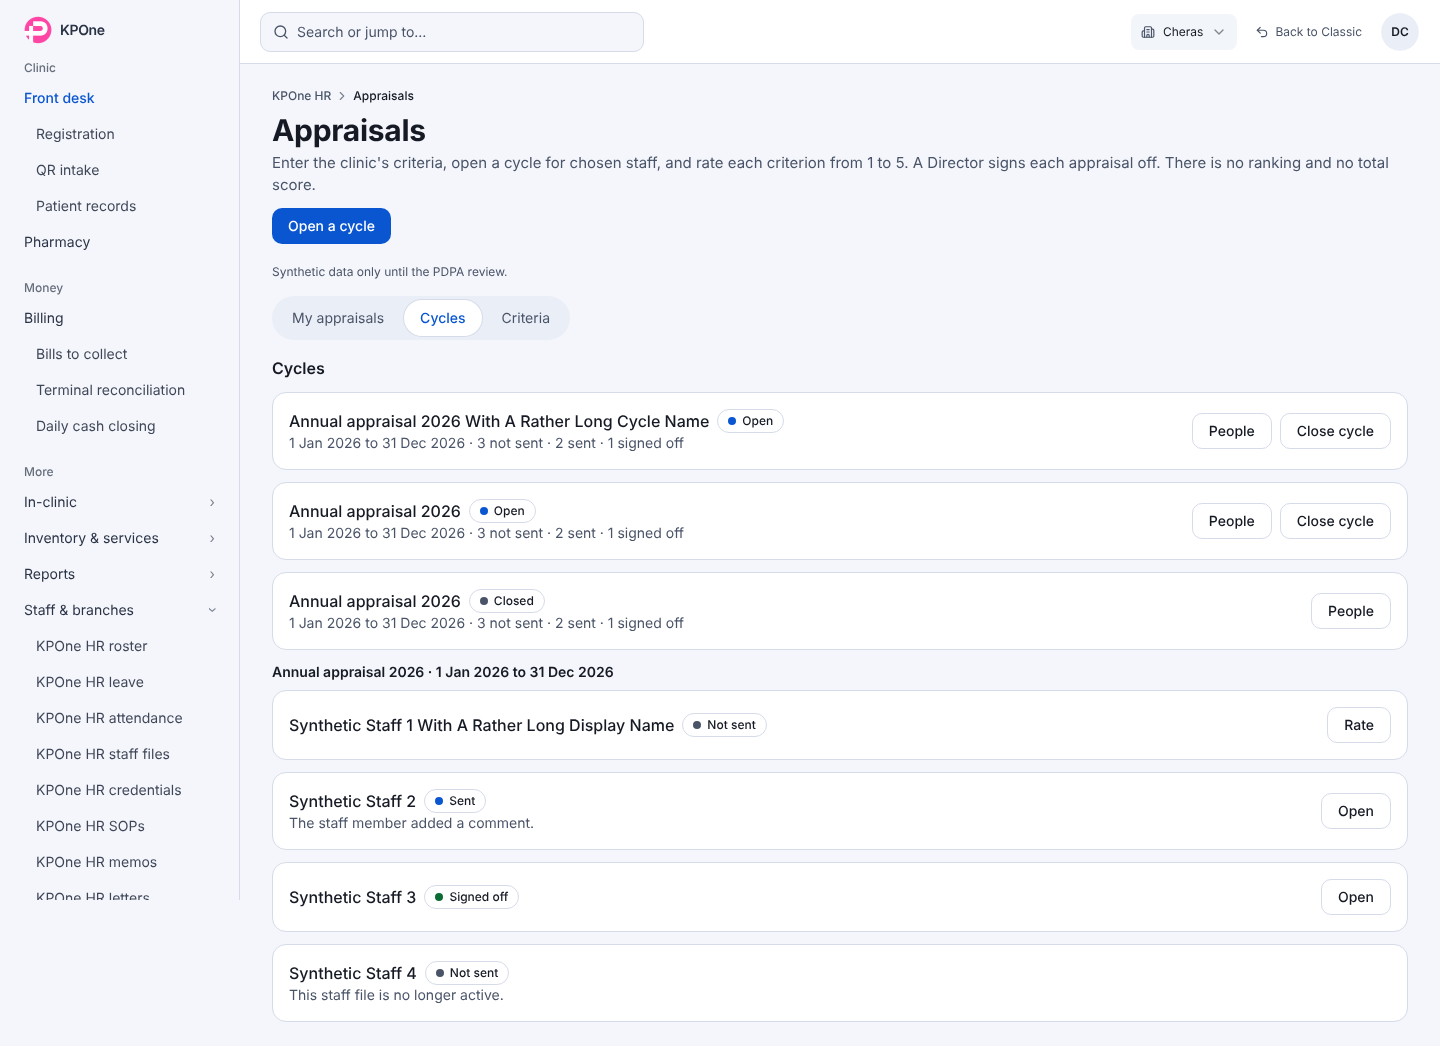 KPOne
Clinic
Front desk
Registration
QR intake
Patient records
Pharmacy
Money
Billing
Bills to collect
Terminal reconciliation
Daily cash closing
More
In-clinic
Inventory & services
Reports
Staff & branches
KPOne HR roster
KPOne HR leave
KPOne HR attendance
KPOne HR staff files
KPOne HR credentials
KPOne HR SOPs
KPOne HR memos
KPOne HR letters
Search or jump to...
Cheras
Back to Classic
DC
KPOne HR > Appraisals
Appraisals
Enter the clinic's criteria, open a cycle for chosen staff, and rate each criterion from 1 to 5. A Director signs each appraisal off. There is no ranking and no total
score.
Open a cycle
Synthetic data only until the PDPA review.
My appraisals Cycles Criteria
Cycles
Annual appraisal 2026 With A Rather Long Cycle Name Open
1 Jan 2026 to 31 Dec 2026 · 3 not sent · 2 sent · 1 signed off
People Close cycle
Annual appraisal 2026 Open
1 Jan 2026 to 31 Dec 2026 · 3 not sent · 2 sent · 1 signed off
People Close cycle
Annual appraisal 2026 Closed
1 Jan 2026 to 31 Dec 2026 · 3 not sent · 2 sent · 1 signed off
People
Annual appraisal 2026 · 1 Jan 2026 to 31 Dec 2026
Synthetic Staff 1 With A Rather Long Display Name Not sent
Rate
Synthetic Staff 2 Sent
The staff member added a comment.
Open
Synthetic Staff 3 Signed off
Open
Synthetic Staff 4 Not sent
This staff file is no longer active.